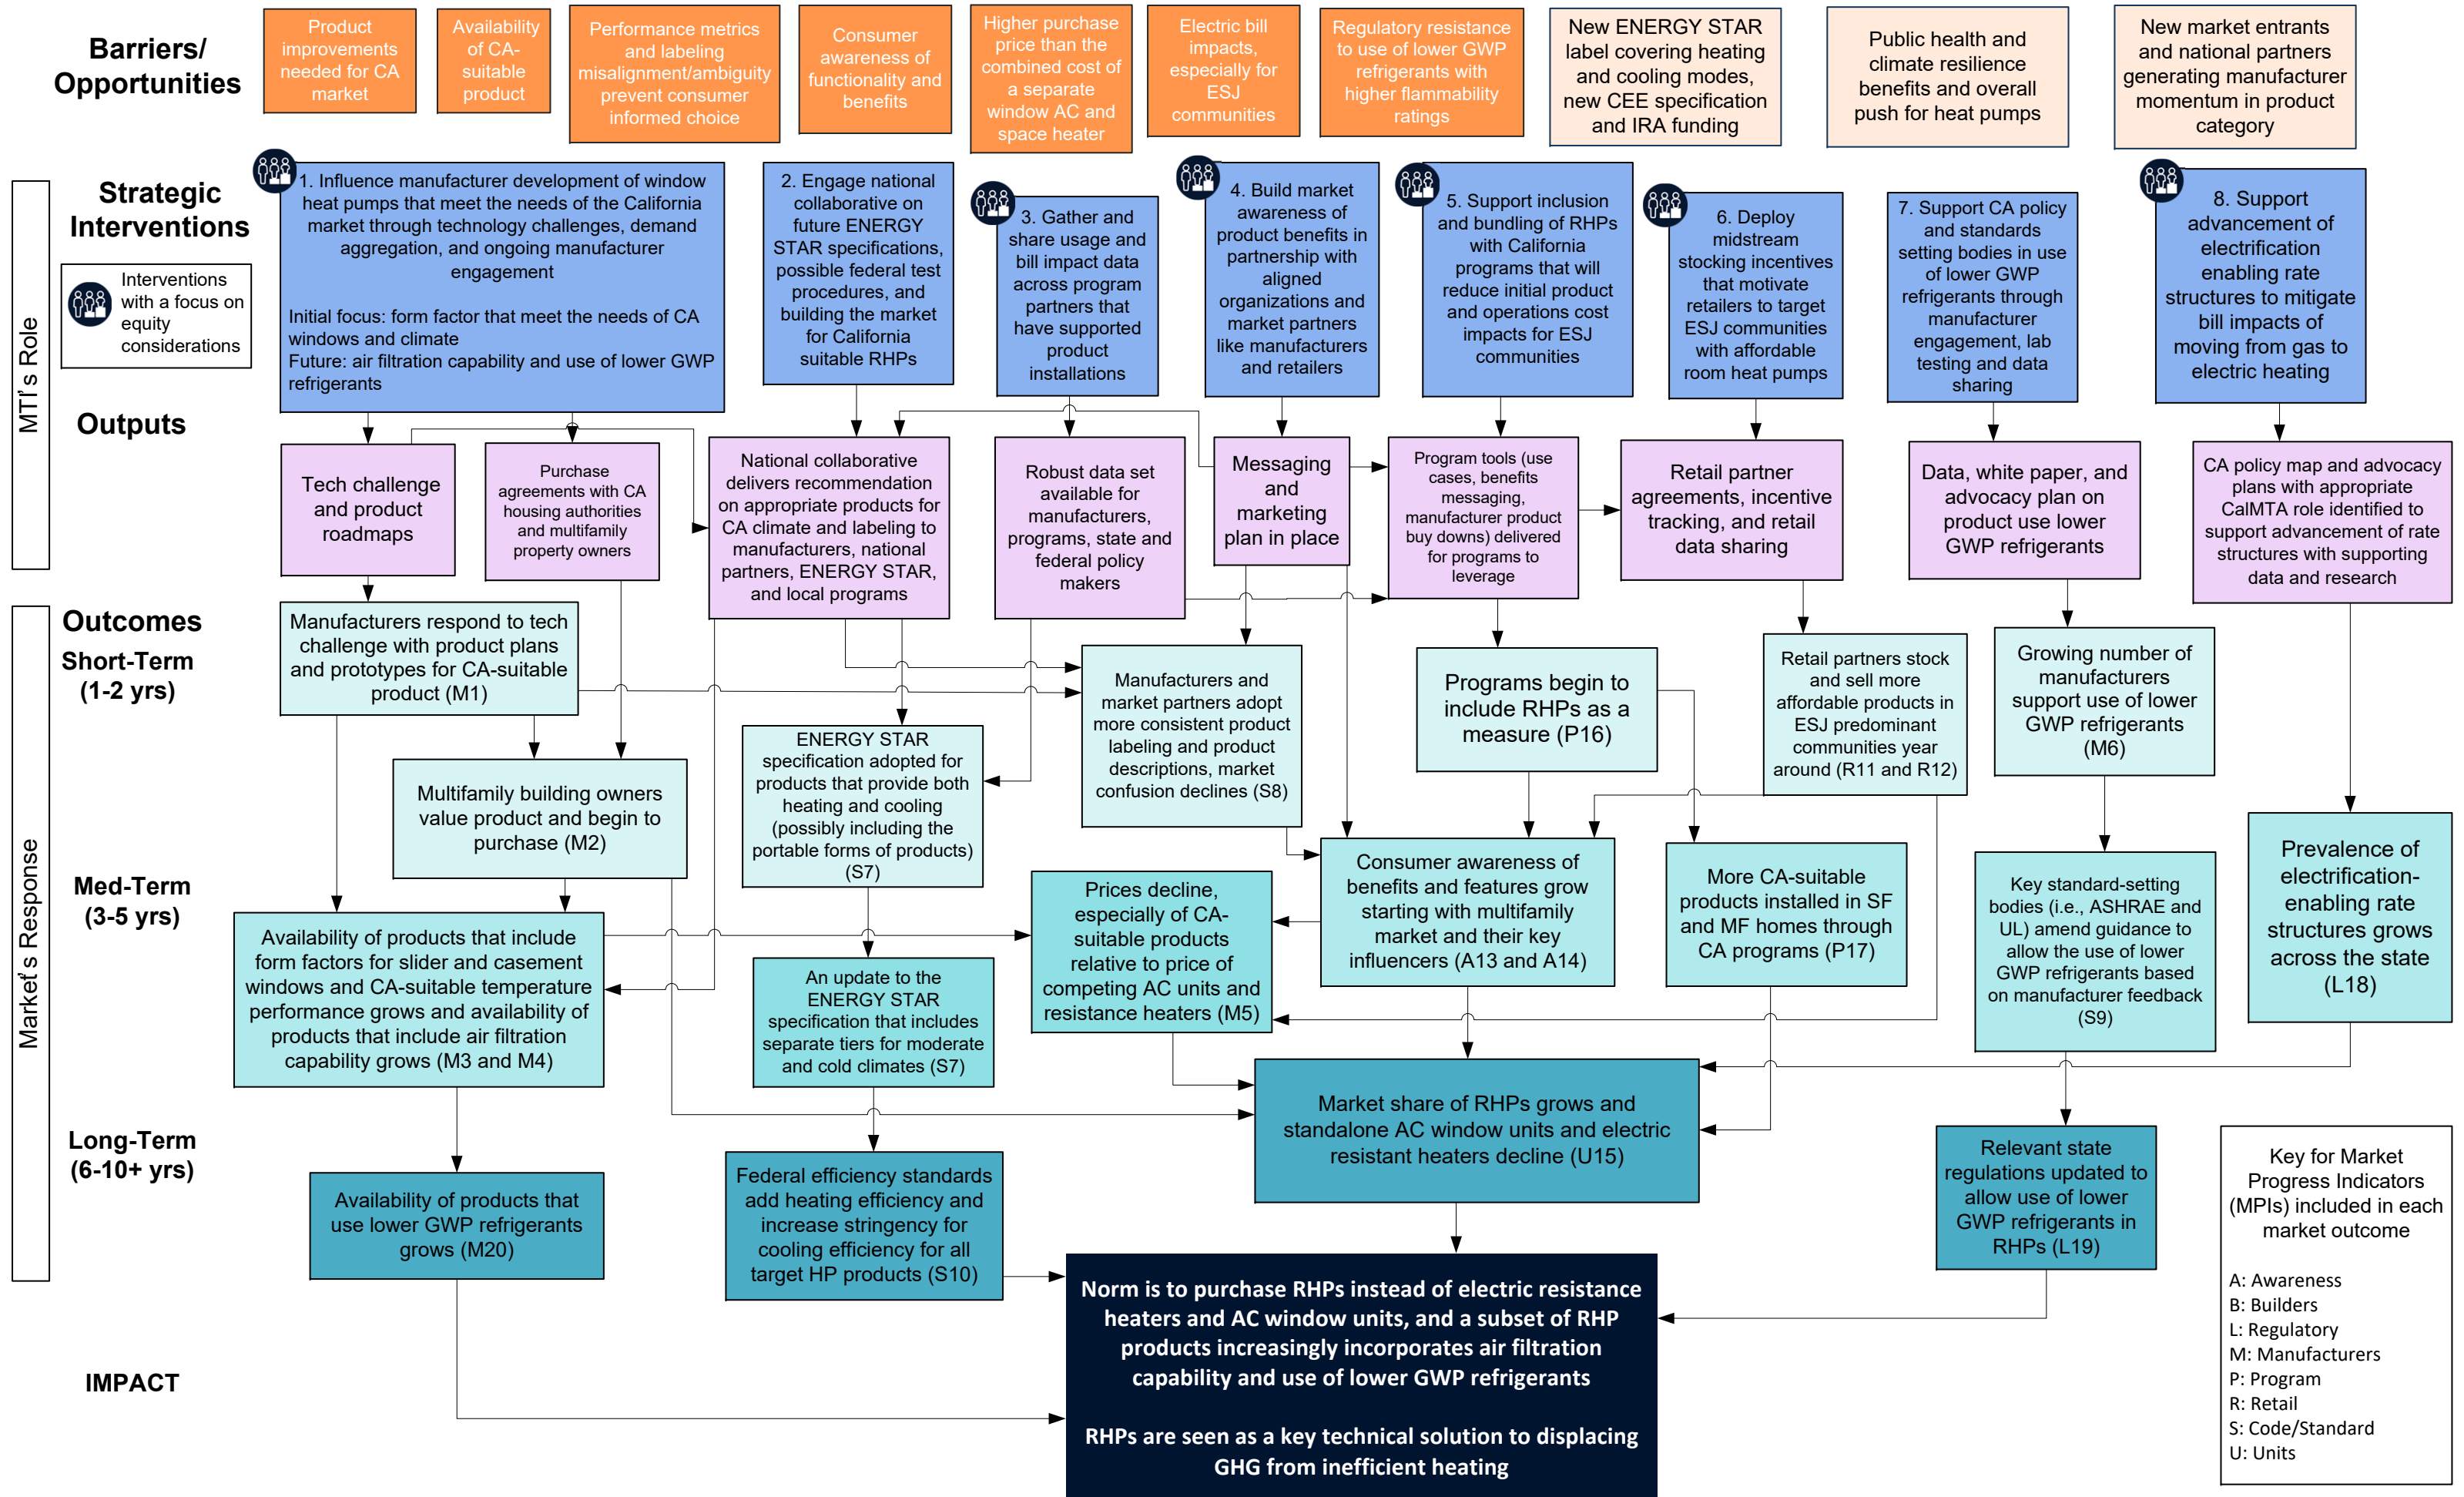 Barriers/
Opportunities
Product
improvements
needed for CA
market
Availability
of CA-
suitable
product
Performance metrics
and labeling
misalignment/ambiguity
prevent consumer
informed choice
Consumer
awareness of
functionality and
benefits
Higher purchase
price than the
combined cost of
a separate
window AC and
space heater
Electric bill
impacts,
especially for
ESJ
communities
Regulatory resistance
to use of lower GWP
refrigerants with
higher flammability
ratings
New ENERGY STAR
label covering heating
and cooling modes,
new CEE specification
and IRA funding
Public health and
climate resilience
benefits and overall
push for heat pumps
New market entrants
and national partners
generating manufacturer
momentum in product
category
MTI's Role
Strategic
Interventions
Interventions
with a focus on
equity
considerations
1. Influence manufacturer development of window
heat pumps that meet the needs of the California
market through technology challenges, demand
aggregation, and ongoing manufacturer
engagement
Initial focus: form factor that meet the needs of CA
windows and climate
Future: air filtration capability and use of lower GWP
refrigerants
2. Engage national
collaborative on
future ENERGY
STAR specifications,
possible federal test
procedures, and
building the market
for California
suitable RHPs
3. Gather and
share usage and
bill impact data
across program
partners that
have supported
product
installations
4. Build market
awareness of
product benefits in
partnership with
aligned
organizations and
market partners
like manufacturers
and retailers
5. Support inclusion
and bundling of RHPs
with California
programs that will
reduce initial product
and operations cost
impacts for ESJ
communities
6. Deploy
midstream
stocking incentives
that motivate
retailers to target
ESJ communities
with affordable
room heat pumps
7. Support CA policy
and standards
setting bodies in use
of lower GWP
refrigerants through
manufacturer
engagement, lab
testing and data
sharing
8. Support
advancement of
electrification
enabling rate
structures to mitigate
bill impacts of
moving from gas to
electric heating
Outputs
Tech challenge
and product
roadmaps
Purchase
agreements with CA
housing authorities
and multifamily
property owners
National collaborative
delivers recommendation
on appropriate products for
CA climate and labeling to
manufacturers, national
partners, ENERGY STAR,
and local programs
Robust data set
available for
manufacturers,
programs, state and
federal policy
makers
Messaging
and
marketing
plan in place
Program tools (use
cases, benefits
messaging,
manufacturer product
buy downs) delivered
for programs to
leverage
Retail partner
agreements, incentive
tracking, and retail
data sharing
Data, white paper, and
advocacy plan on
product use lower
GWP refrigerants
CA policy map and advocacy
plans with appropriate
CalMTA role identified to
support advancement of rate
structures with supporting
data and research
Market's Response
Outcomes
Short-Term
(1-2 yrs)
Manufacturers respond to tech
challenge with product plans
and prototypes for CA-suitable
product (M1)
Multifamily building owners
value product and begin to
purchase (M2)
ENERGY STAR
specification adopted for
products that provide both
heating and cooling
(possibly including the
portable forms of products)
(S7)
Manufacturers and
market partners adopt
more consistent product
labeling and product
descriptions, market
confusion declines (S8)
Programs begin to
include RHPs as a
measure (P16)
Retail partners stock
and sell more
affordable products in
ESJ predominant
communities year
around (R11 and R12)
Growing number of
manufacturers
support use of lower
GWP refrigerants
(M6)
Med-Term
(3-5 yrs)
Availability of products that include
form factors for slider and casement
windows and CA-suitable temperature
performance grows and availability of
products that include air filtration
capability grows (M3 and M4)
An update to the
ENERGY STAR
specification that includes
separate tiers for moderate
and cold climates (S7)
Prices decline,
especially of CA-
suitable products
relative to price of
competing AC units and
resistance heaters (M5)
Consumer awareness of
benefits and features grow
starting with multifamily
market and their key
influencers (A13 and A14)
More CA-suitable
products installed in SF
and MF homes through
CA programs (P17)
Key standard-setting
bodies (i.e., ASHRAE and
UL) amend guidance to
allow the use of lower
GWP refrigerants based
on manufacturer feedback
(S9)
Prevalence of
electrification-
enabling rate
structures grows
across the state
(L18)
Long-Term
(6-10+ yrs)
Availability of products that
use lower GWP refrigerants
grows (M20)
Federal efficiency standards
add heating efficiency and
increase stringency for
cooling efficiency for all
target HP products (S10)
Market share of RHPs grows and
standalone AC window units and electric
resistant heaters decline (U15)
Relevant state
regulations updated to
allow use of lower
GWP refrigerants in
RHPs (L19)
Key for Market
Progress Indicators
(MPIs) included in each
market outcome
A: Awareness
B: Builders
L: Regulatory
M: Manufacturers
P: Program
R: Retail
S: Code/Standard
U: Units
IMPACT
Norm is to purchase RHPs instead of electric resistance
heaters and AC window units, and a subset of RHP
products increasingly incorporates air filtration
capability and use of lower GWP refrigerants
RHPs are seen as a key technical solution to displacing
GHG from inefficient heating